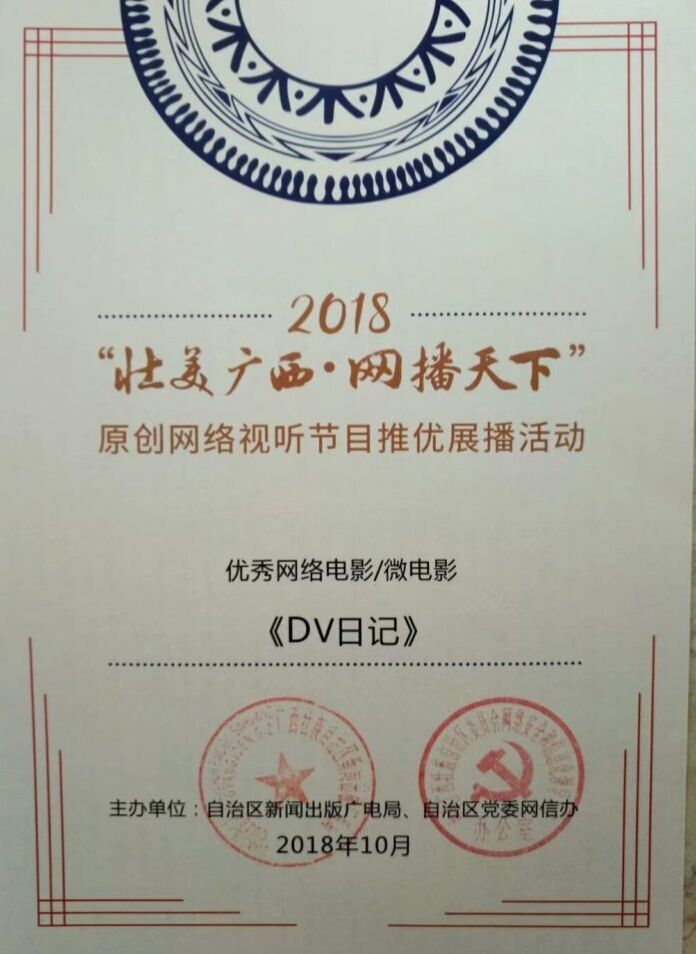 2018
“壮美广西·网播天下”
原创网络视听节目推优展播活动
优秀网络电影/微电影
《DV日记》
主办单位：自治区新闻出版广电局、自治区党委网信办
2018年10月
办公室